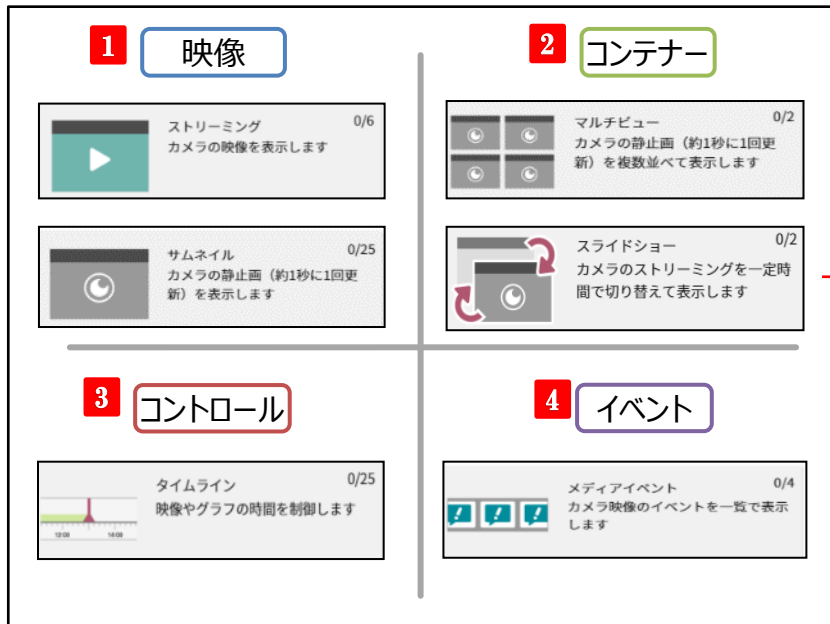 1 映像
ストリーミング 0/6
カメラの映像を表示します
サムネイル 0/25
カメラの静止画（約1秒に1回更
新）を表示します
2 コンテナー
マルチビュー 0/2
カメラの静止画（約1秒に1回更
新）を複数並べて表示します
スライドショー 0/2
カメラのストリーミングを一定時
間で切り替えて表示します
3 コントロール
タイムライン 0/25
映像やグラフの時間を制御します
12:00 14:00
4 イベント
メディアイベント 0/4
カメラ映像のイベントを一覧で表示
します